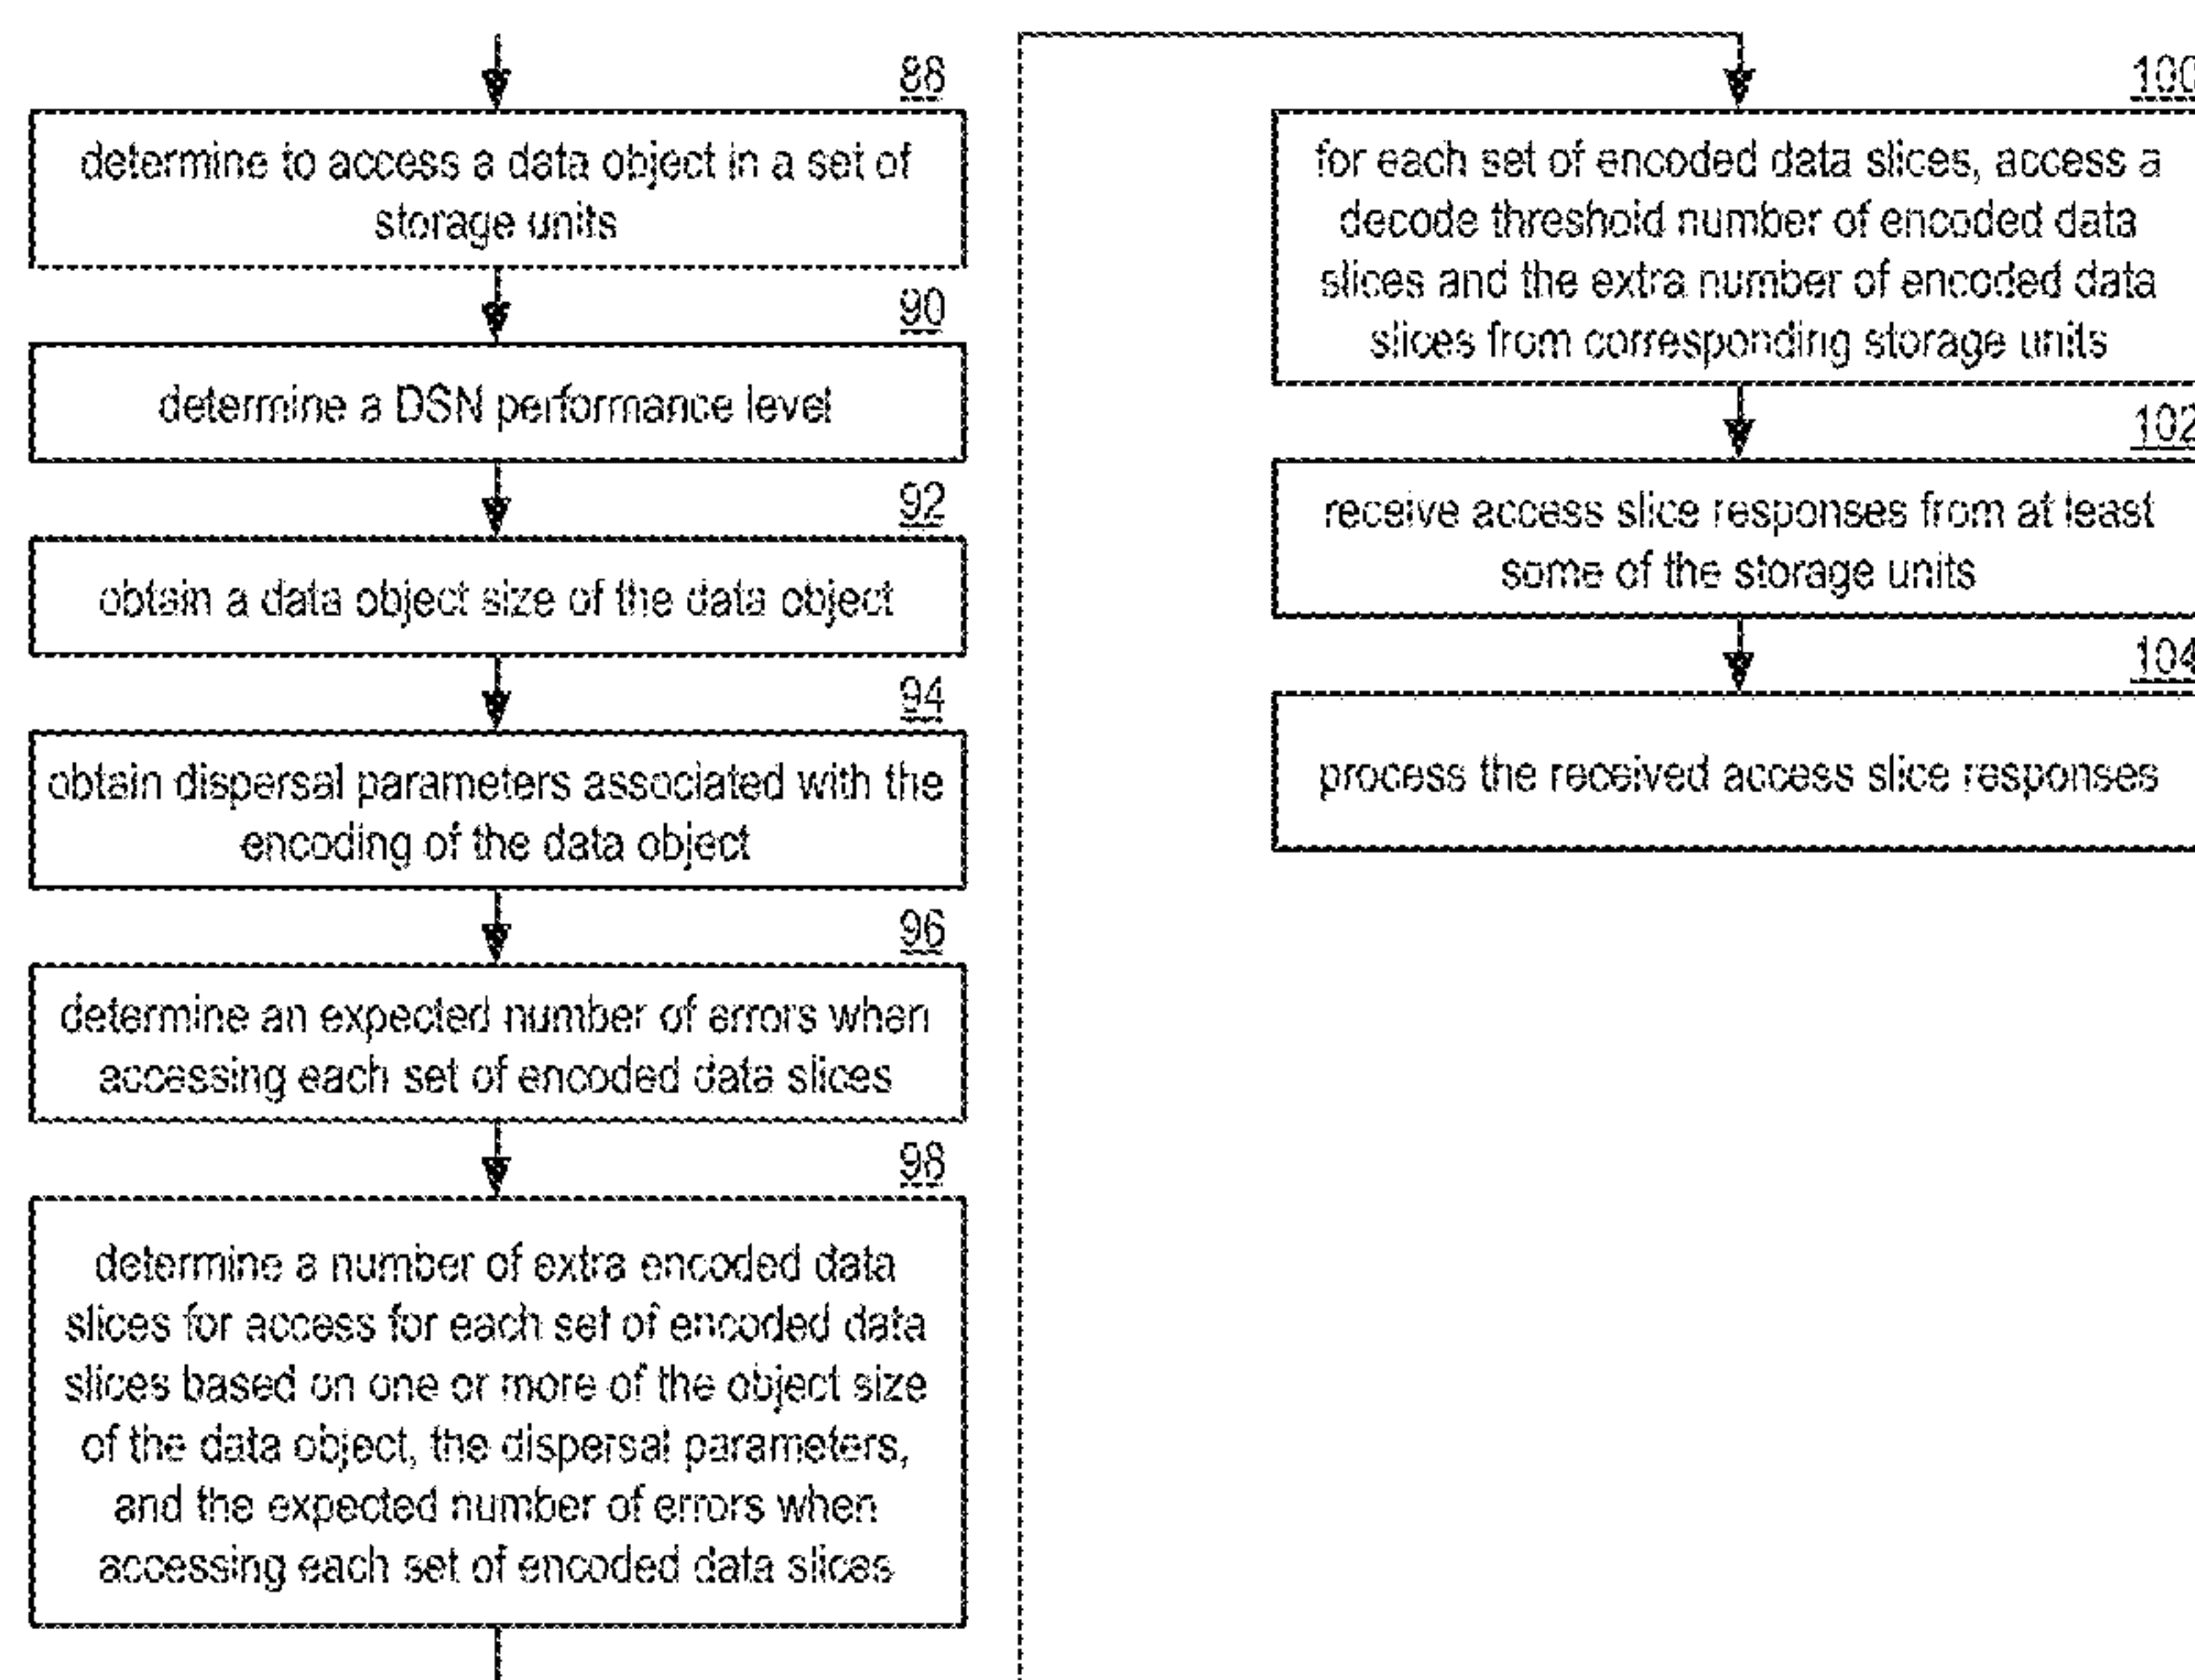 88
determine to access a data object in a set of
storage units
90
determine a DSN performance level
92
obtain a data object size of the data object
94
obtain dispersal parameters associated with the
encoding of the data object
96
determine an expected number of errors when
accessing each set of encoded data slices
98
determine a number of extra encoded data
slices for access for each set of encoded data
slices based on one or more of the object size
of the data object, the dispersal parameters,
and the expected number of errors when
accessing each set of encoded data slices
100
for each set of encoded data slices, access a
decode threshold number of encoded data
slices and the extra number of encoded data
slices from corresponding storage units
102
receive access slice responses from at least
some of the storage units
104
process the received access slice responses